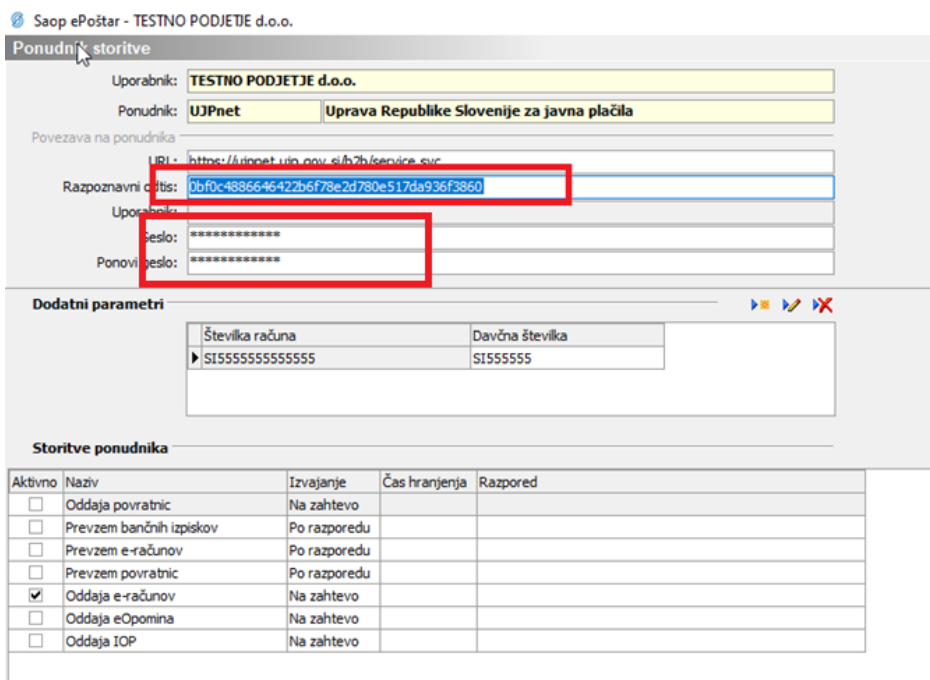 Saop ePoštar - TESTNO PODJETJE d.o.o.
Ponudnik storitve
Uporabnik: TESTNO PODJETJE d.o.o.
Ponudnik: UJPnet Uprava Republike Slovenije za javna plačila
Povezava na ponudnika
URL: https://ujpnet.ujp.gov.si/b2b/service.svc
Razpoznavni odtis: 0bf0c4886646422b6f78e2d780e517da936f3860
Uporabnik:
Geslo: ************
Ponovi geslo: ************
Dodatni parametri
Številka računa Davčna številka
SI5555555555555 SI555555
Storitve ponudnika
Aktivno Naziv Izvajanje Čas hranjenja Razpored
Oddaja povratnic Na zahtevo
Prevzem bančnih izpiskov Po razporedu
Prevzem e-računov Po razporedu
Prevzem povratnic Po razporedu
Oddaja e-računov Na zahtevo
Oddaja eOpomina Na zahtevo
Oddaja IOP Na zahtevo